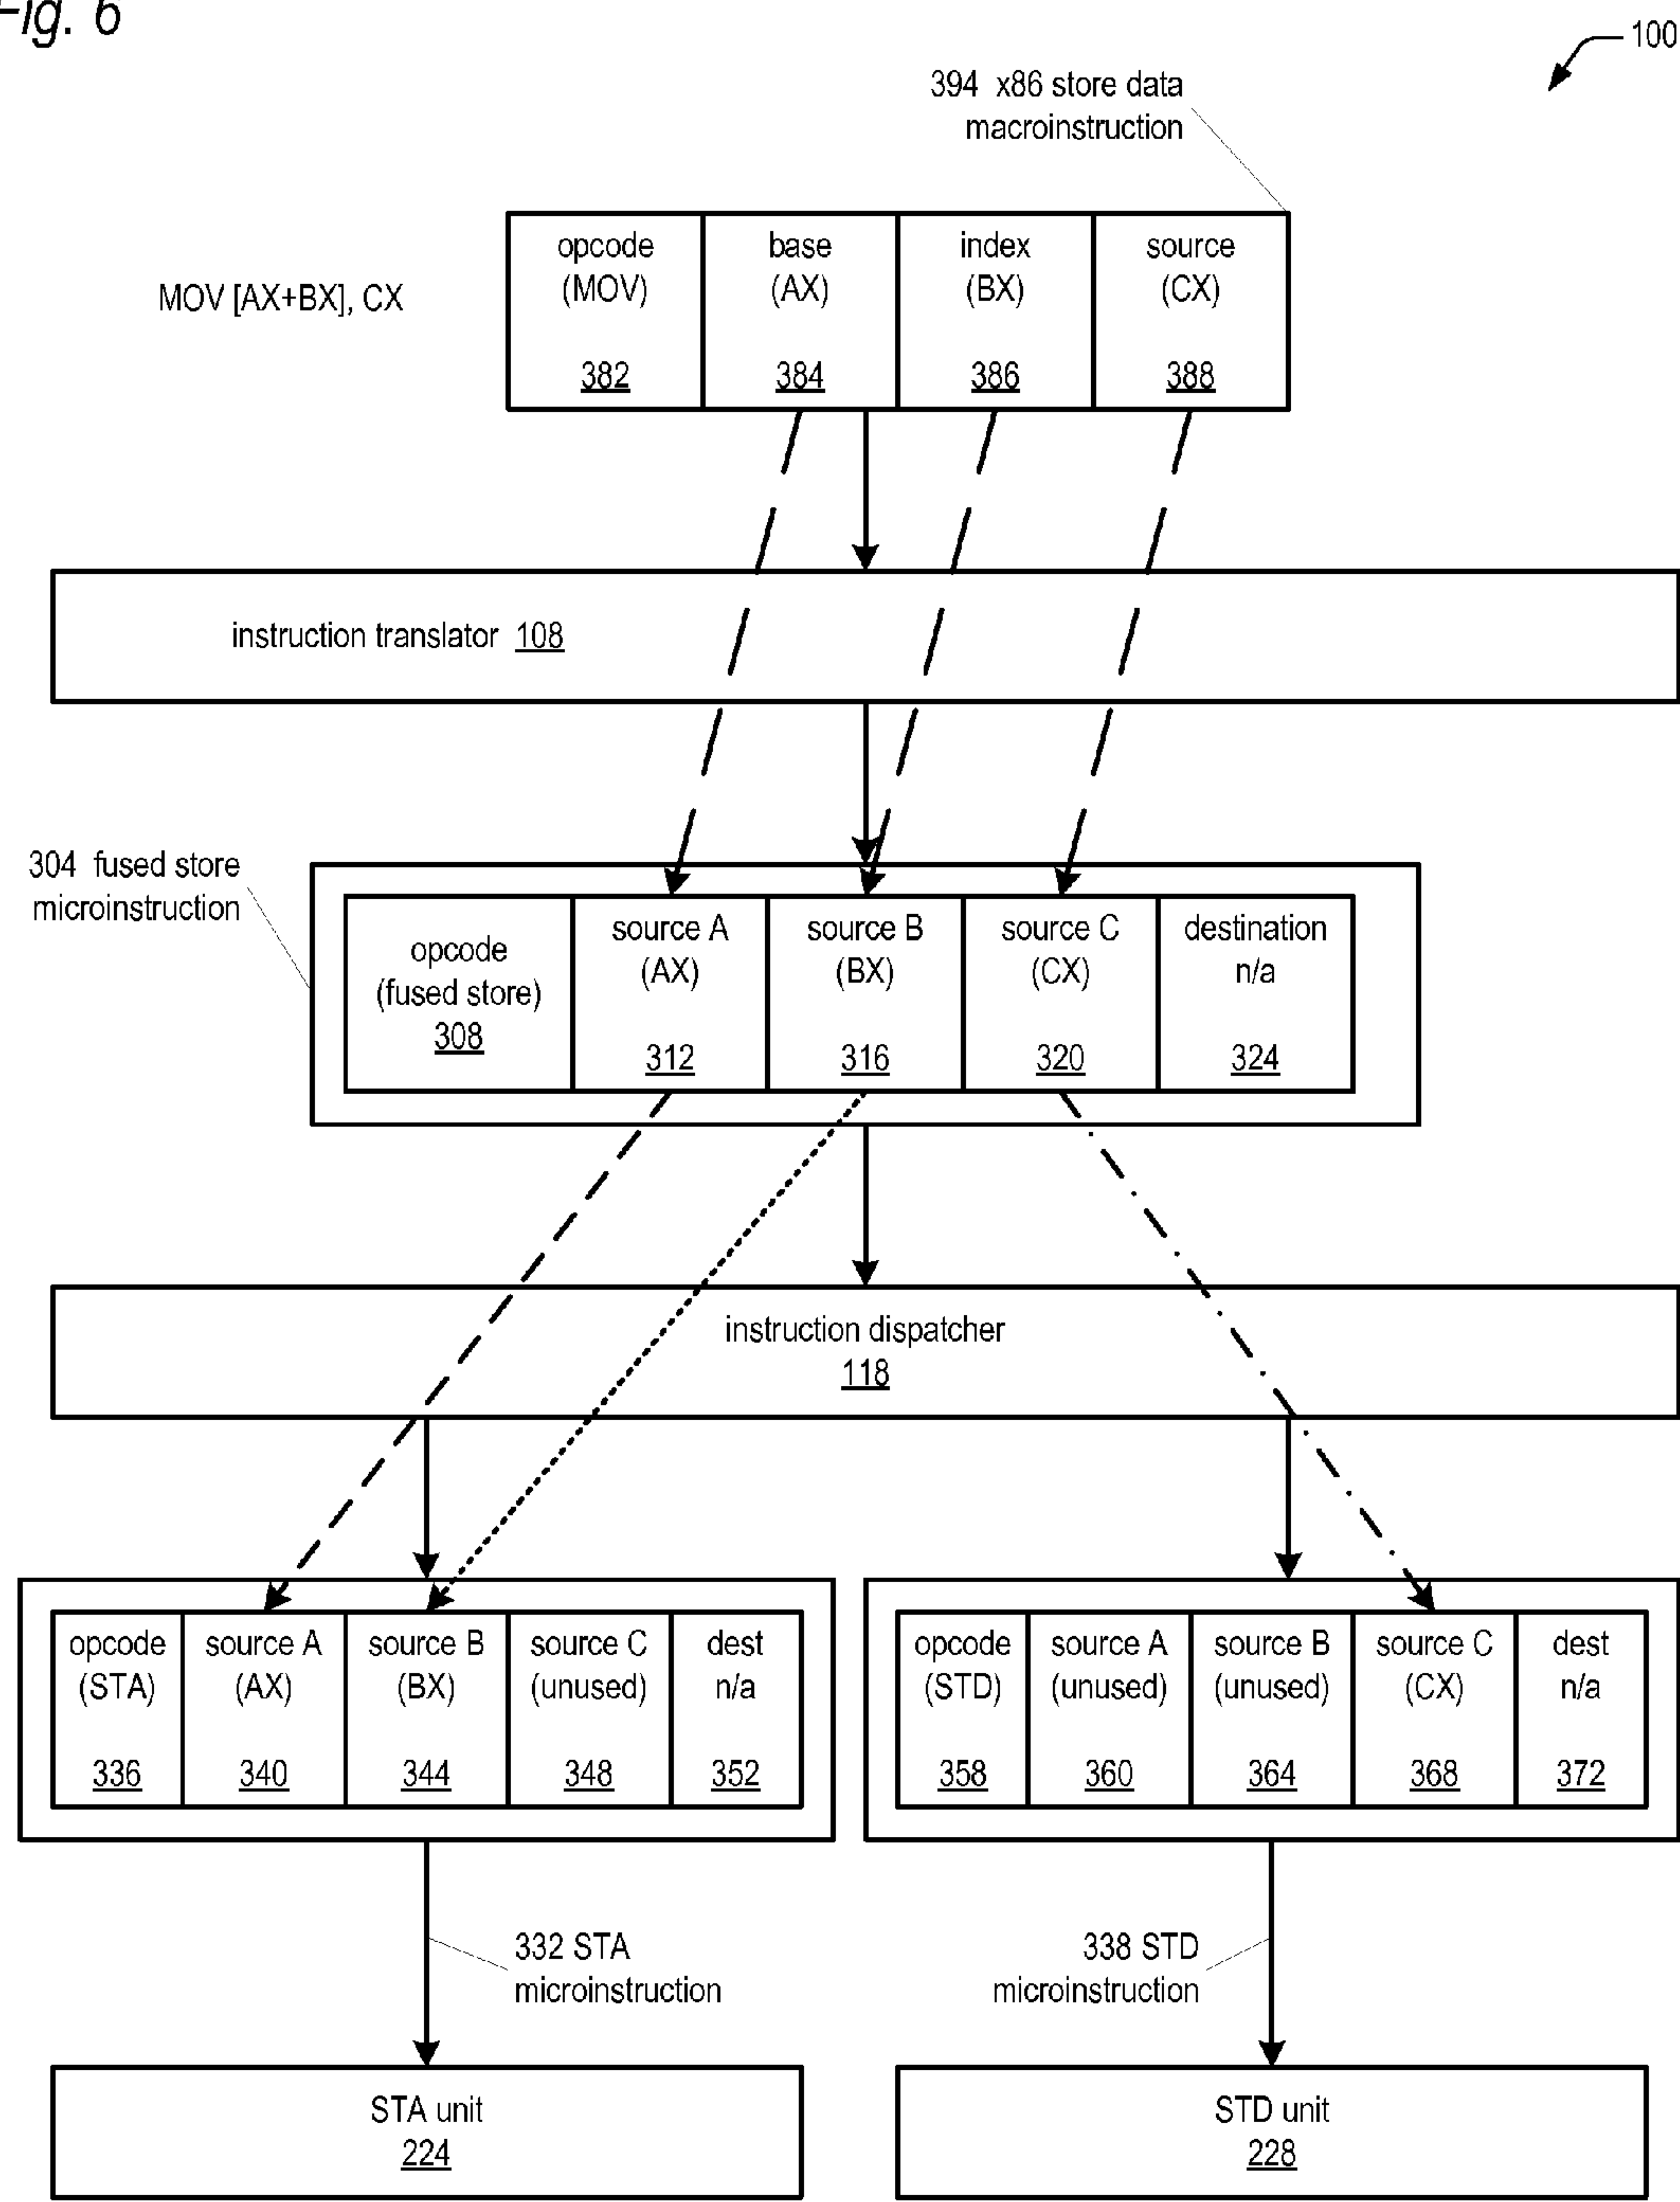 Fig. 6
100
394 x86 store data
macroinstruction
MOV [AX+BX], CX
opcode
(MOV)
382
base
(AX)
384
index
(BX)
386
source
(CX)
388
instruction translator 108
304 fused store
microinstruction
opcode
(fused store)
308
source A
(AX)
312
source B
(BX)
316
source C
(CX)
320
destination
n/a
324
instruction dispatcher
118
opcode
(STA)
336
source A
(AX)
340
source B
(BX)
344
source C
(unused)
348
dest
n/a
352
opcode
(STD)
358
source A
(unused)
360
source B
(unused)
364
source C
(CX)
368
dest
n/a
372
332 STA
microinstruction
338 STD
microinstruction
STA unit
224
STD unit
228